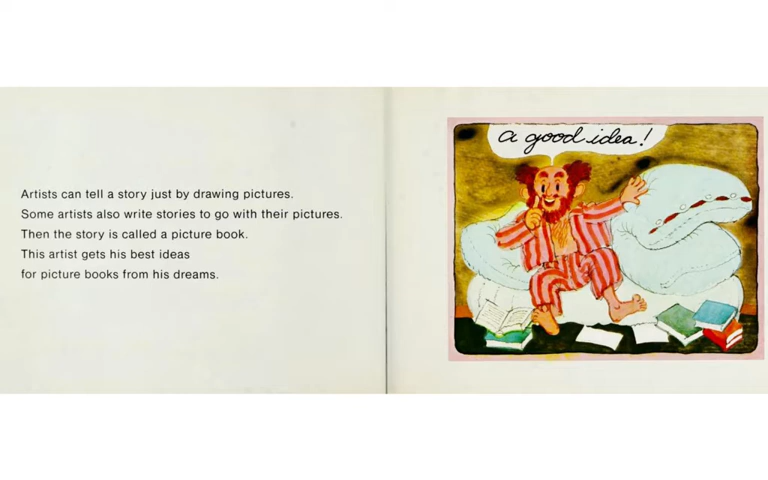 Artists can tell a story just by drawing pictures.
Some artists also write stories to go with their pictures.
Then the story is called a picture book.
This artist gets his best ideas
for picture books from his dreams.
a good idea!